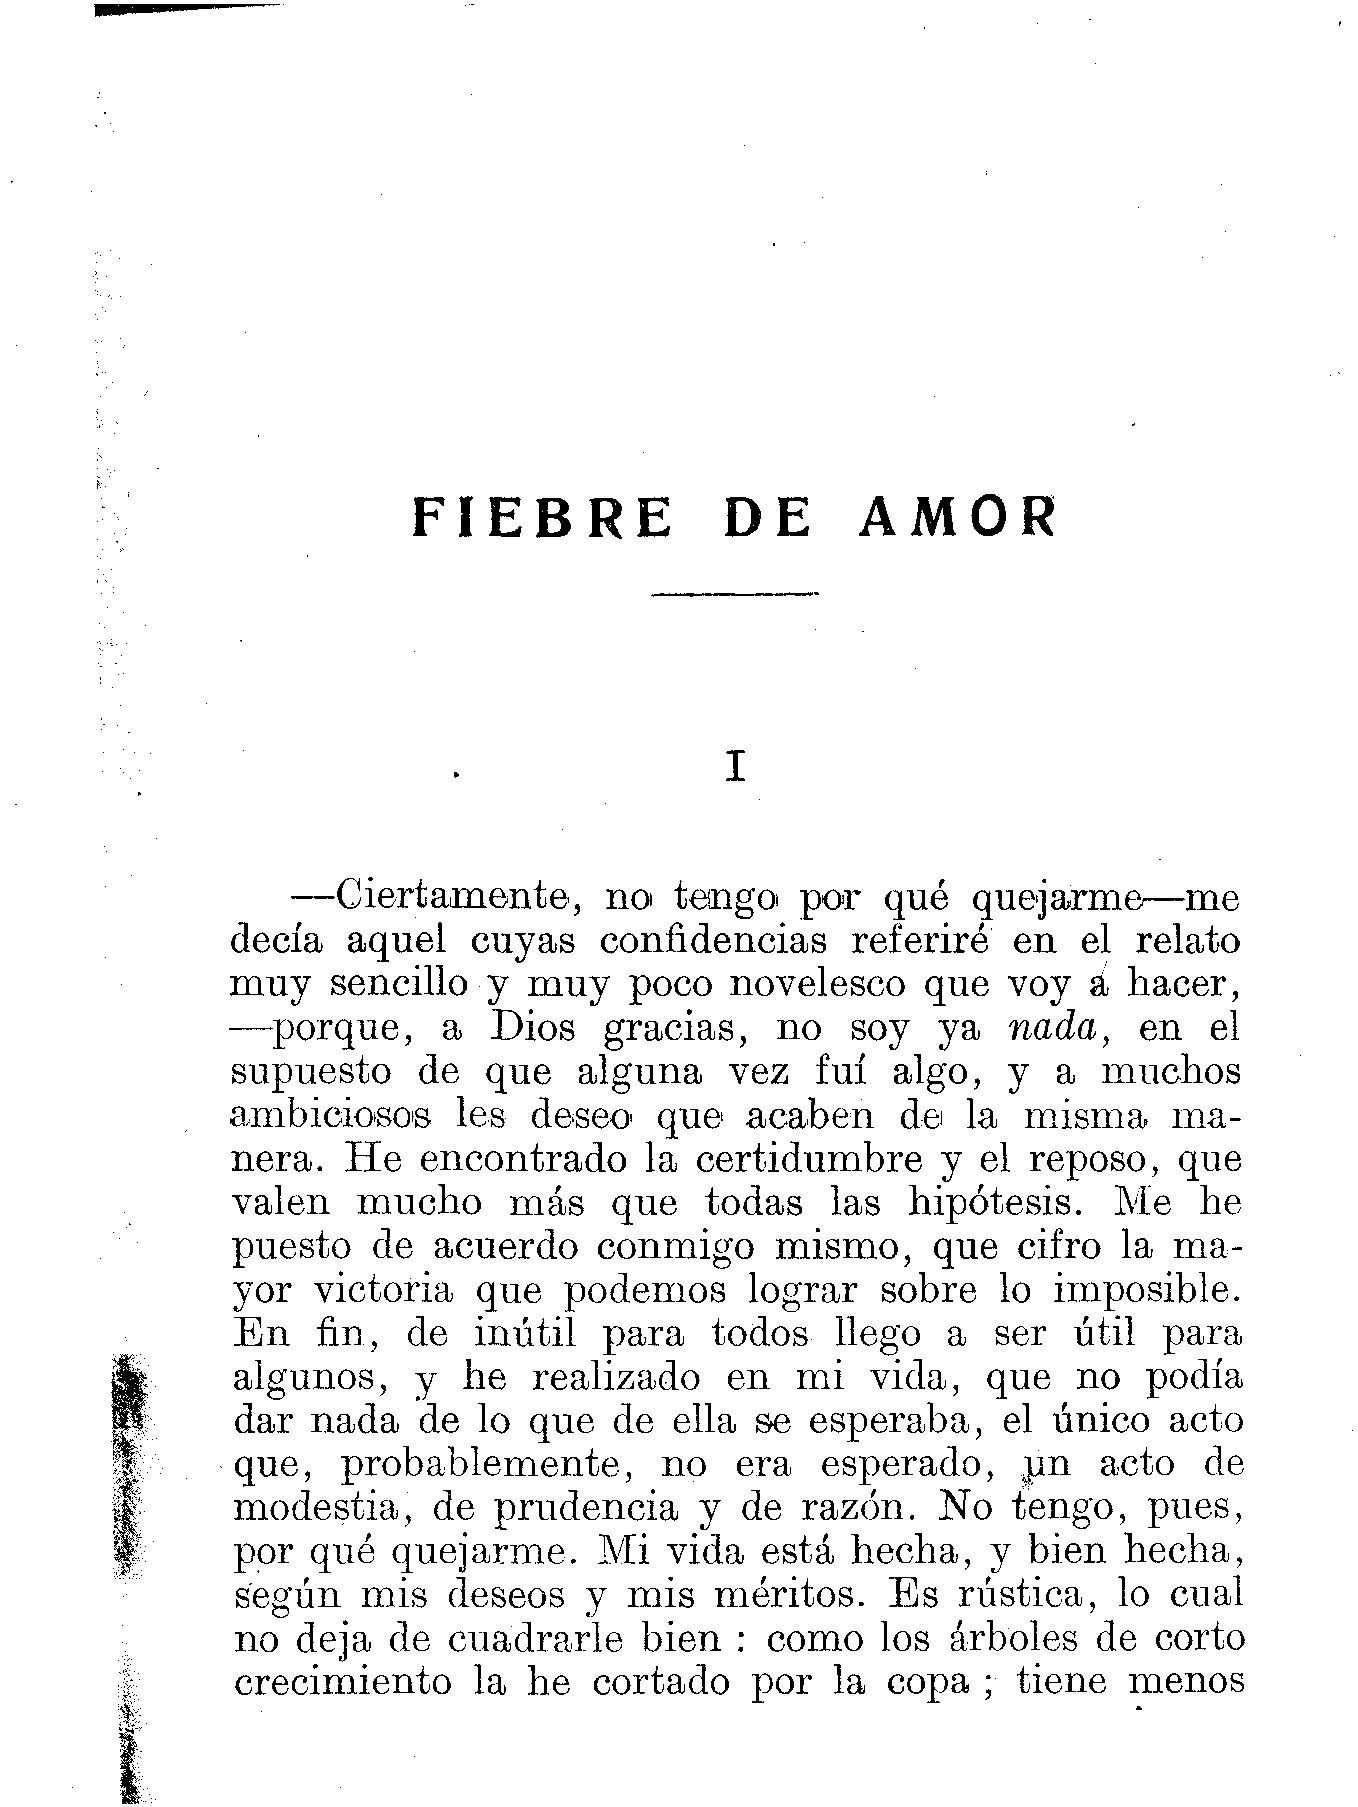 FIEBRE DE AMOR
I
—Ciertamente, no tengo por qué quejarme—me
decía aquel cuyas confidencias referiré en el relato
muy sencillo y muy poco novelesco que voy á hacer,
—porque, a Dios gracias, no soy ya nada, en el
supuesto de que alguna vez fuí algo, y a muchos
ambiciosos les deseo que acaben de la misma ma-
nera. He encontrado la certidumbre y el reposo, que
valen mucho más que todas las hipótesis. Me he
puesto de acuerdo conmigo mismo, que cifro la ma-
yor victoria que podemos lograr sobre lo imposible.
En fin, de inútil para todos llego a ser útil para
algunos, y he realizado en mi vida, que no podía
dar nada de lo que de ella se esperaba, el único acto
que, probablemente, no era esperado, un acto de
modestia, de prudencia y de razón. No tengo, pues,
por qué quejarme. Mi vida está hecha, y bien hecha,
según mis deseos y mis méritos. Es rústica, lo cual
no deja de cuadrarle bien : como los árboles de corto
crecimiento la he cortado por la copa ; tiene menos